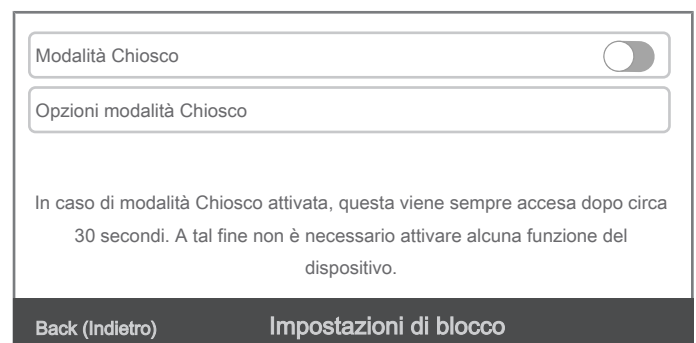 Modalità Chiosco
Opzioni modalità Chiosco
In caso di modalità Chiosco attivata, questa viene sempre accesa dopo circa
30 secondi. A tal fine non è necessario attivare alcuna funzione del
dispositivo.
Back (Indietro) Impostazioni di blocco